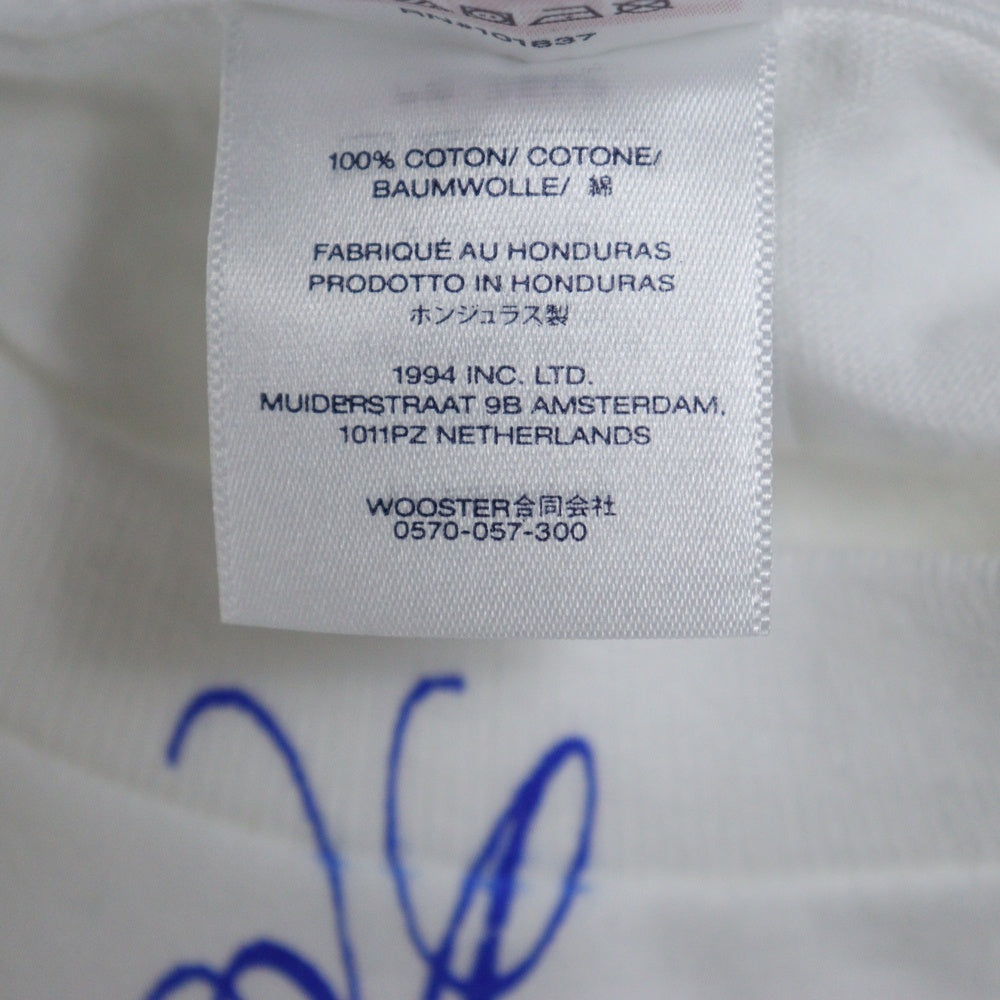 RN#101837
100% COTON/ COTONE/
BAUMWOLLE/ 綿
FABRIQUÉ AU HONDURAS
PRODOTTO IN HONDURAS
ホンジュラス製
1994 INC. LTD.
MUIDERSTRAAT 9B AMSTERDAM,
1011PZ NETHERLANDS
WOOSTER合同会社
0570-057-300